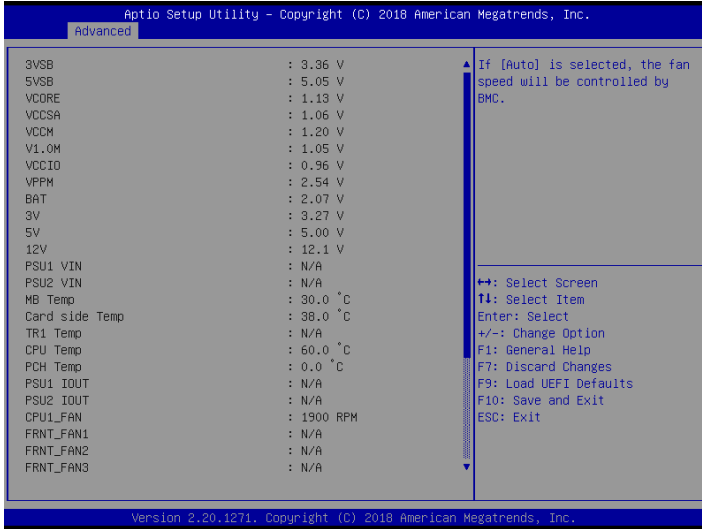 Aptio Setup Utility – Copyright (C) 2018 American Megatrends, Inc.
Advanced
3VSB : 3.36 V
5VSB : 5.05 V
VCORE : 1.13 V
VCCSA : 1.06 V
VCCM : 1.20 V
V1.0M : 1.05 V
VCCIO : 0.96 V
VPPM : 2.54 V
BAT : 2.07 V
3V : 3.27 V
5V : 5.00 V
12V : 12.1 V
PSU1 VIN : N/A
PSU2 VIN : N/A
MB Temp : 30.0 °C
Card side Temp : 38.0 °C
TR1 Temp : N/A
CPU Temp : 60.0 °C
PCH Temp : 0.0 °C
PSU1 IOUT : N/A
PSU2 IOUT : N/A
CPU1_FAN : 1900 RPM
FRNT_FAN1 : N/A
FRNT_FAN2 : N/A
FRNT_FAN3 : N/A
If [Auto] is selected, the fan
speed will be controlled by
BMC.
↔: Select Screen
↑↓: Select Item
Enter: Select
+/-: Change Option
F1: General Help
F7: Discard Changes
F9: Load UEFI Defaults
F10: Save and Exit
ESC: Exit
Version 2.20.1271. Copyright (C) 2018 American Megatrends, Inc.